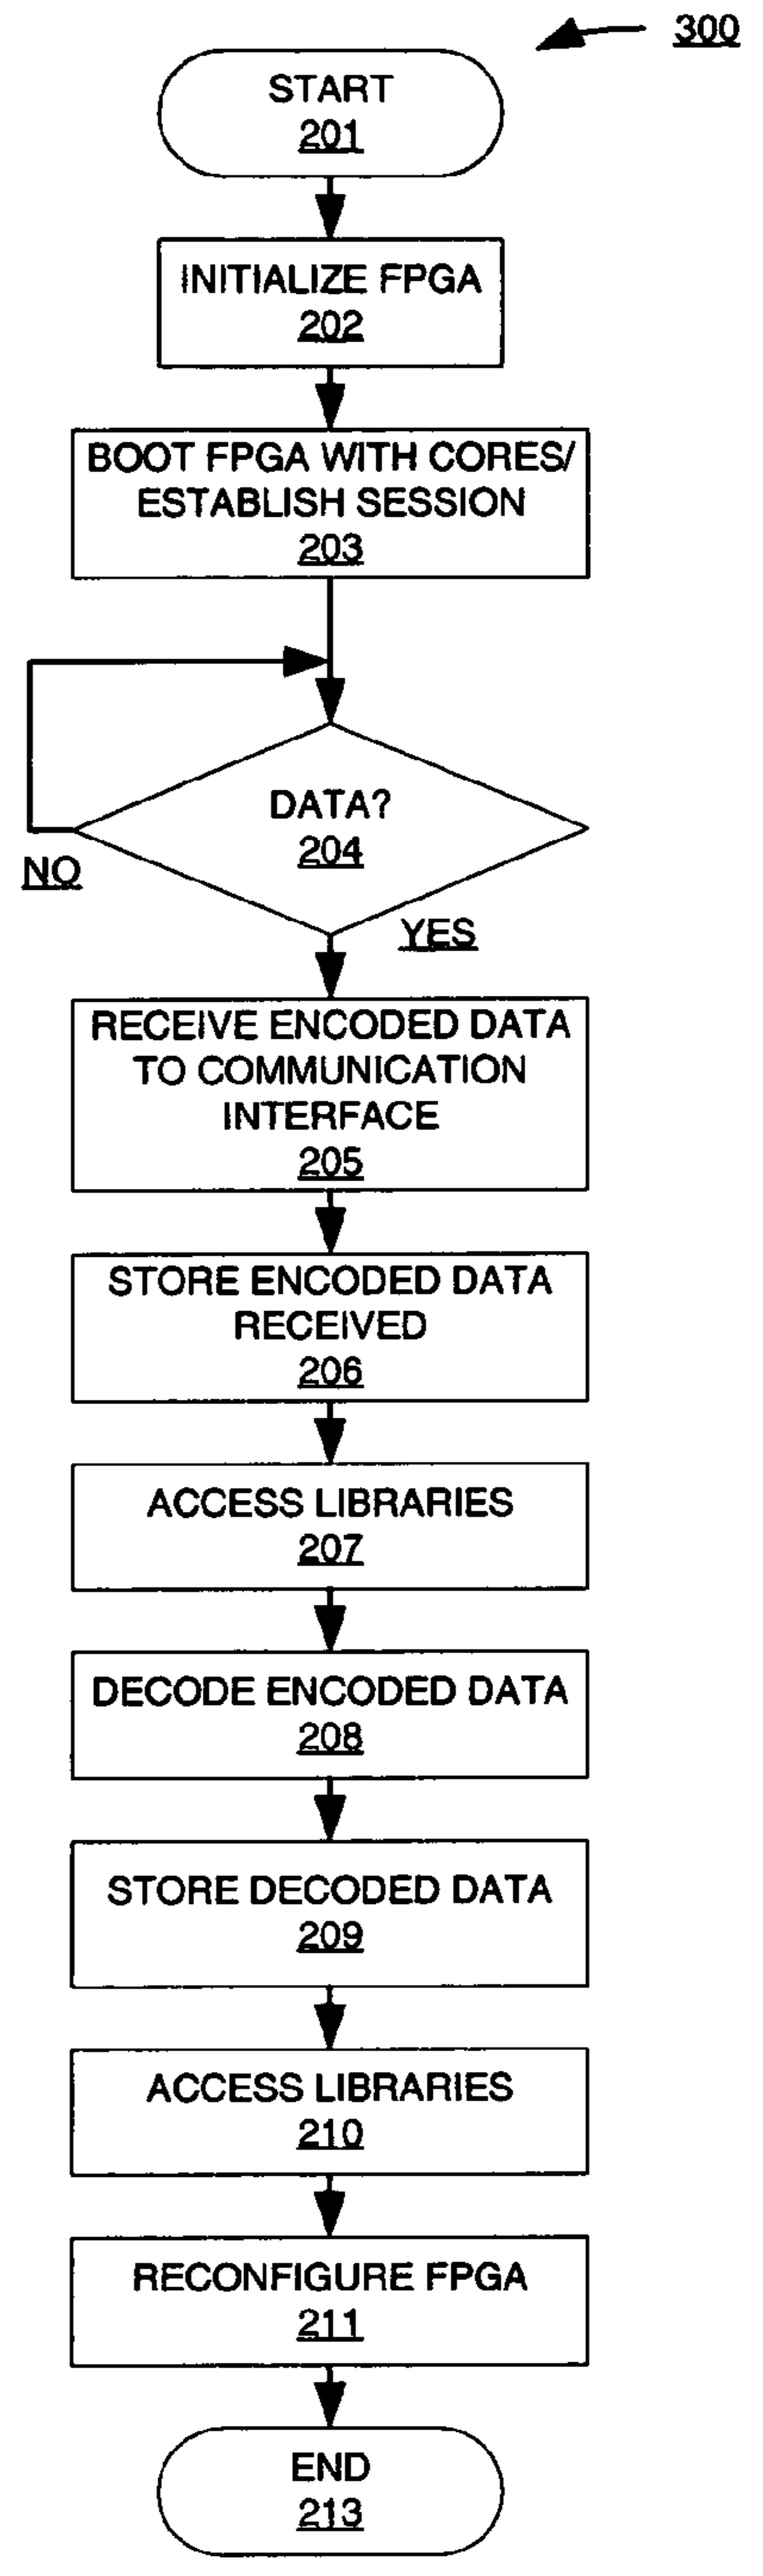 300
START
201
INITIALIZE FPGA
202
BOOT FPGA WITH CORES/
ESTABLISH SESSION
203
DATA?
204
NO
YES
RECEIVE ENCODED DATA
TO COMMUNICATION
INTERFACE
205
STORE ENCODED DATA
RECEIVED
206
ACCESS LIBRARIES
207
DECODE ENCODED DATA
208
STORE DECODED DATA
209
ACCESS LIBRARIES
210
RECONFIGURE FPGA
211
END
213